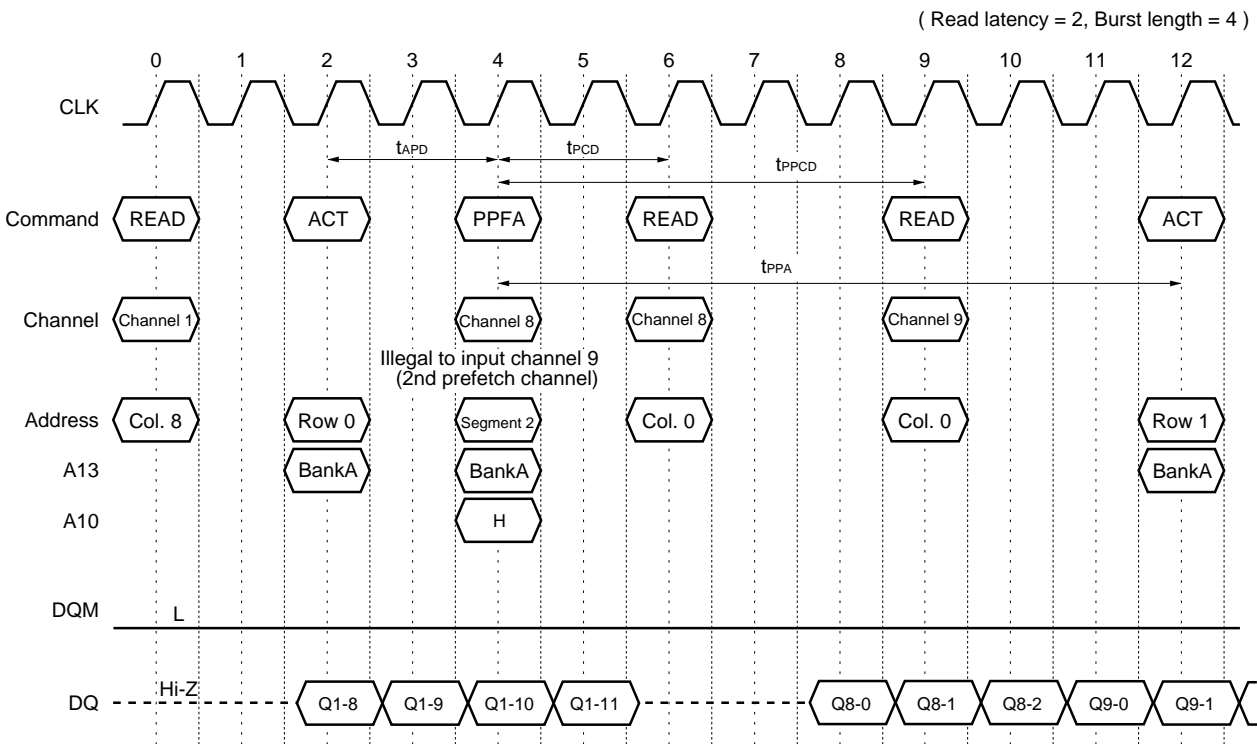 ( Read latency = 2, Burst length = 4 )
0 1 2 3 4 5 6 7 8 9 10 11 12
CLK
tAPD tPCD
tPPCD
Command READ ACT PPFA READ READ ACT
tPPA
Channel Channel 1 Channel 8 Channel 8 Channel 9
Illegal to input channel 9
(2nd prefetch channel)
Address Col. 8 Row 0 Segment 2 Col. 0 Col. 0 Row 1
A13 BankA BankA BankA
A10 H
DQM L
DQ Hi-Z Q1-8 Q1-9 Q1-10 Q1-11 Q8-0 Q8-1 Q8-2 Q9-0 Q9-1